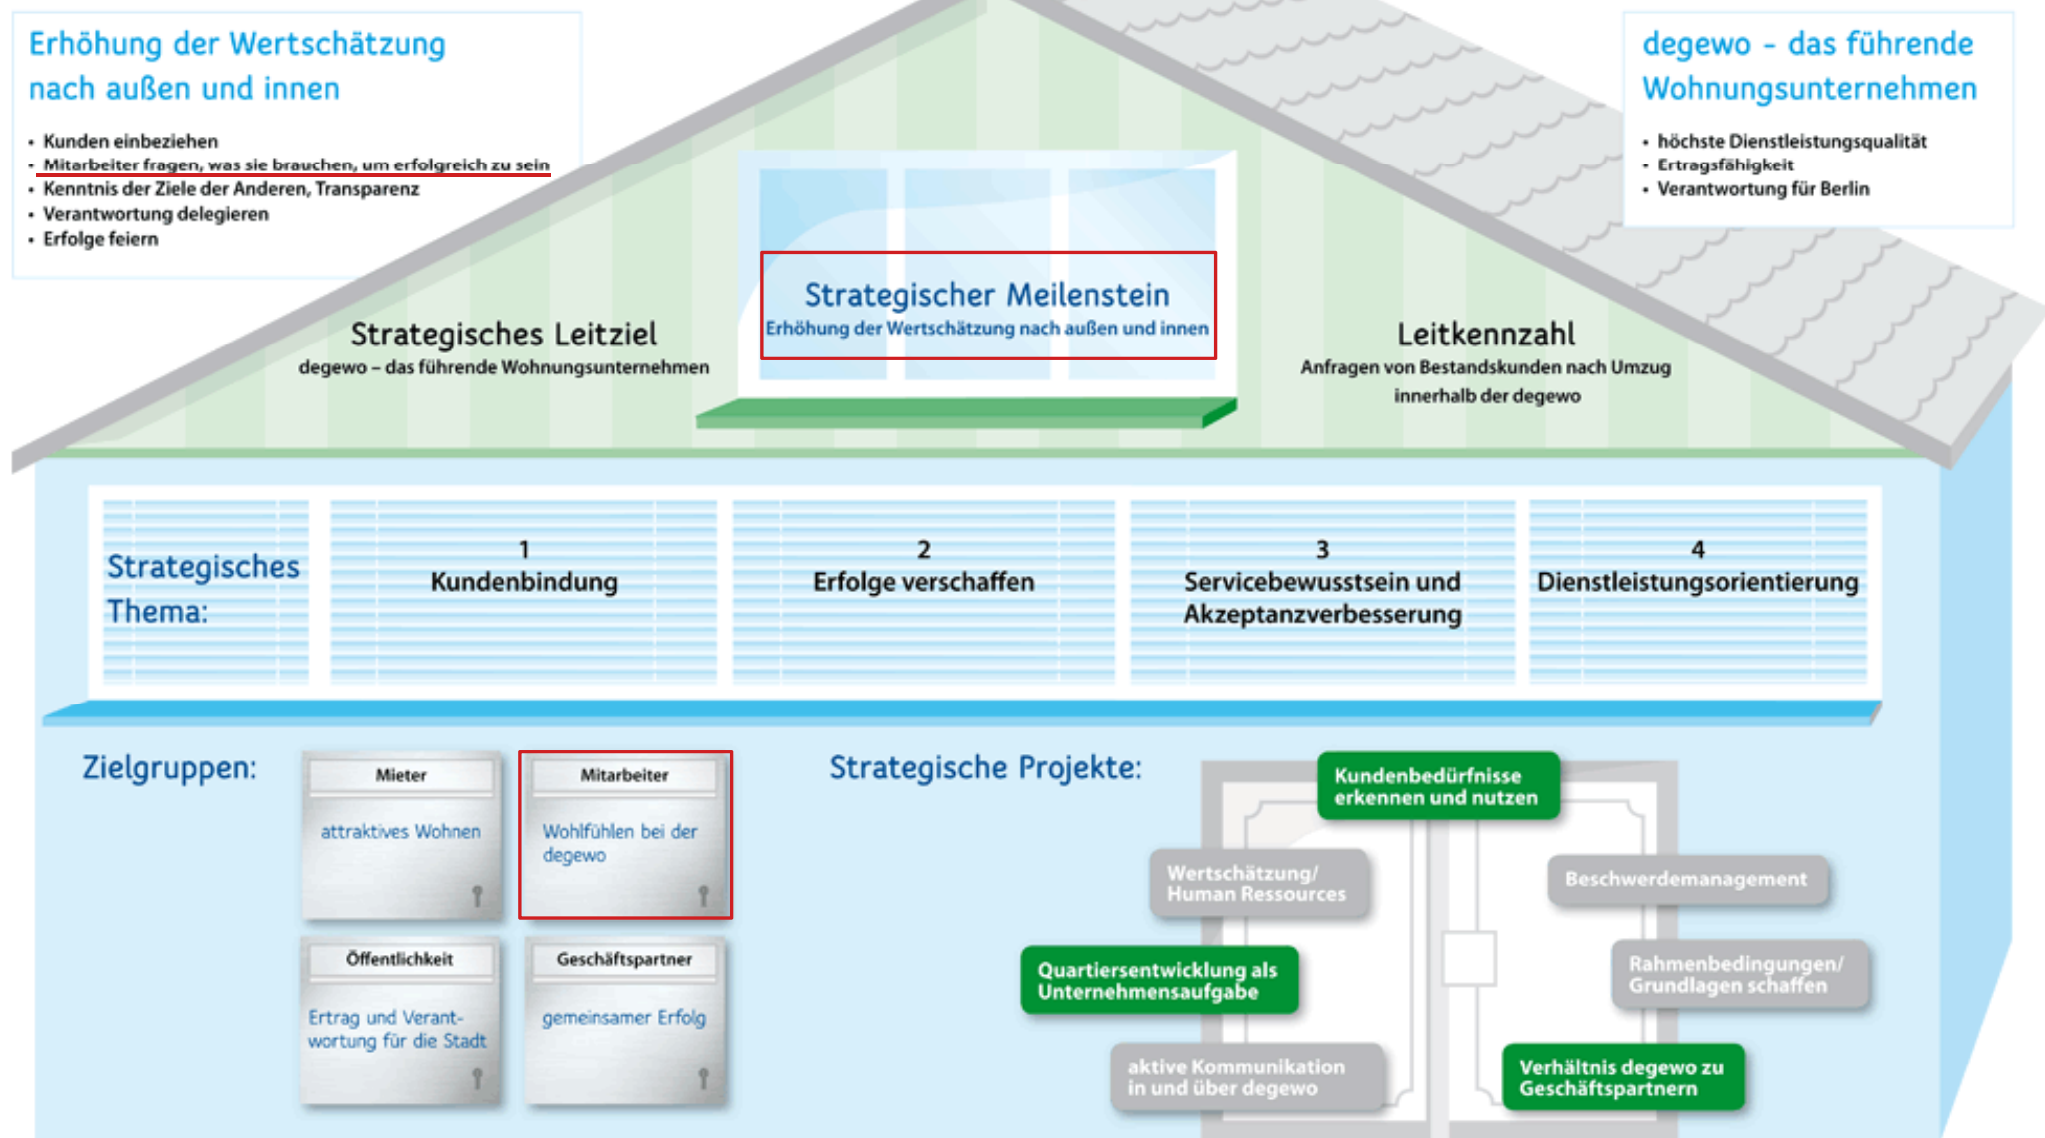 Erhöhung der Wertschätzung
nach außen und innen
• Kunden einbeziehen
• Mitarbeiter fragen, was sie brauchen, um erfolgreich zu sein
• Kenntnis der Ziele der Anderen, Transparenz
• Verantwortung delegieren
• Erfolge feiern
degewo - das führende
Wohnungsunternehmen
• höchste Dienstleistungsqualität
• Ertragsfähigkeit
• Verantwortung für Berlin
Strategisches Leitziel
degewo – das führende Wohnungsunternehmen
Strategischer Meilenstein
Erhöhung der Wertschätzung nach außen und innen
Leitkennzahl
Anfragen von Bestandskunden nach Umzug
innerhalb der degewo
Strategisches
Thema:
1
Kundenbindung
2
Erfolge verschaffen
3
Servicebewusstsein und
Akzeptanzverbesserung
4
Dienstleistungsorientierung
Zielgruppen:
Mieter
attraktives Wohnen
Mitarbeiter
Wohlfühlen bei der
degewo
Öffentlichkeit
Ertrag und Verant-
wortung für die Stadt
Geschäftspartner
gemeinsamer Erfolg
Strategische Projekte:
Kundenbedürfnisse
erkennen und nutzen
Wertschätzung/
Human Ressources
Beschwerdemanagement
Quartiersentwicklung als
Unternehmensaufgabe
Rahmenbedingungen/
Grundlagen schaffen
aktive Kommunikation
in und über degewo
Verhältnis degewo zu
Geschäftspartnern